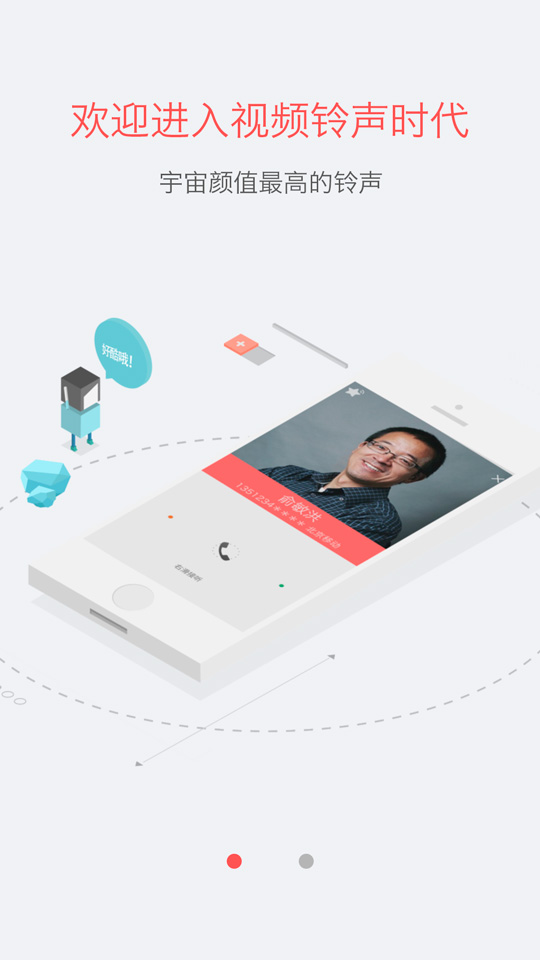 欢迎进入视频铃声时代
宇宙颜值最高的铃声
好酷哦！
俞敏洪
1351234**** 北京移动
右滑接听